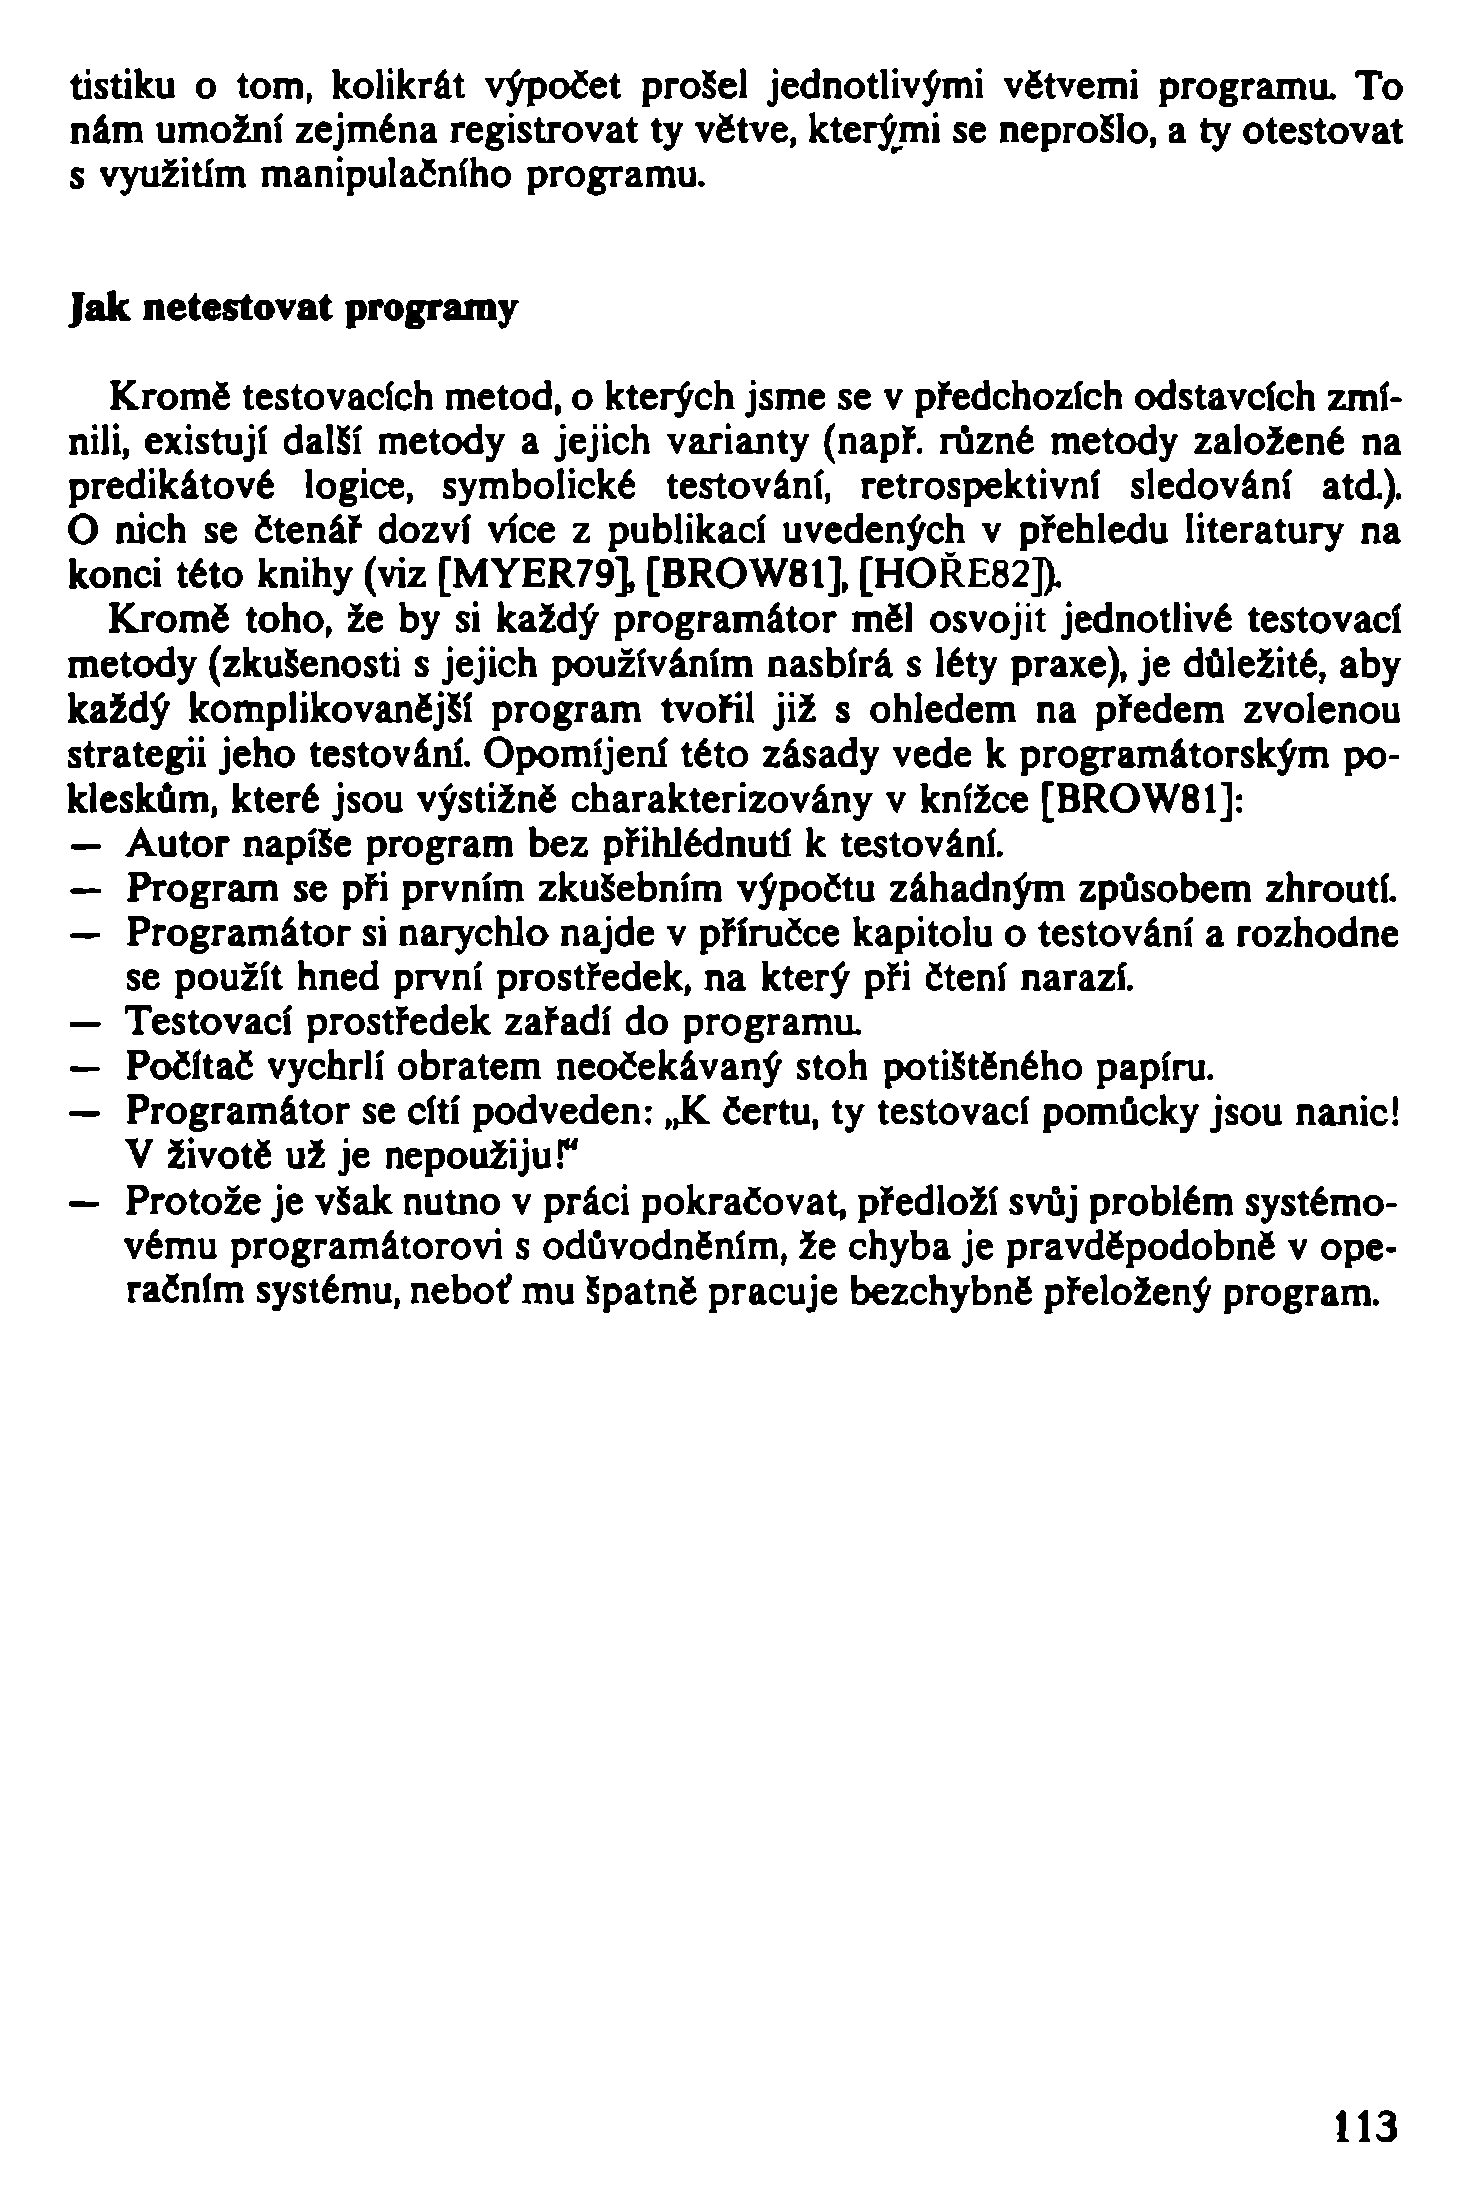 tistiku o tom, kolikrát výpočet prošel jednotlivými větvemi programu. To
nám umožní zejména registrovat ty větve, kterými se neprošlo, a ty otestovat
s využitím manipulačního programu.
Jak netestovat programy
Kromě testovacích metod, o kterých jsme se v předchozích odstavcích zmí-
nili, existují další metody a jejich varianty (např. různé metody založené na
predikátové logice, symbolické testování, retrospektivní sledování atd.).
O nich se čtenář dozví více z publikací uvedených v přehledu literatury na
konci této knihy (viz [MYER79], [BROW81], [HOŘE82]).
Kromě toho, že by si každý programátor měl osvojit jednotlivé testovací
metody (zkušenosti s jejich používáním nasbírá s léty praxe), je důležité, aby
každý komplikovanější program tvořil již s ohledem na předem zvolenou
strategii jeho testování. Opomíjení této zásady vede k programátorským po-
kleskům, které jsou výstižně charakterizovány v knížce [BROW81]:
— Autor napíše program bez přihlédnutí k testování.
— Program se při prvním zkušebním výpočtu záhadným způsobem zhroutí.
— Programátor si narychlo najde v příručce kapitolu o testování a rozhodne
se použít hned první prostředek, na který při čtení narazí.
— Testovací prostředek zařadí do programu.
— Počítač vychrlí obratem neočekávaný stoh potištěného papíru.
— Programátor se cítí podveden: „K čertu, ty testovací pomůcky jsou nanic!
V životě už je nepoužiju!“
— Protože je však nutno v práci pokračovat, předloží svůj problém systémo-
vému programátorovi s odůvodněním, že chyba je pravděpodobně v ope-
račním systému, neboť mu špatně pracuje bezchybně přeložený program.
113